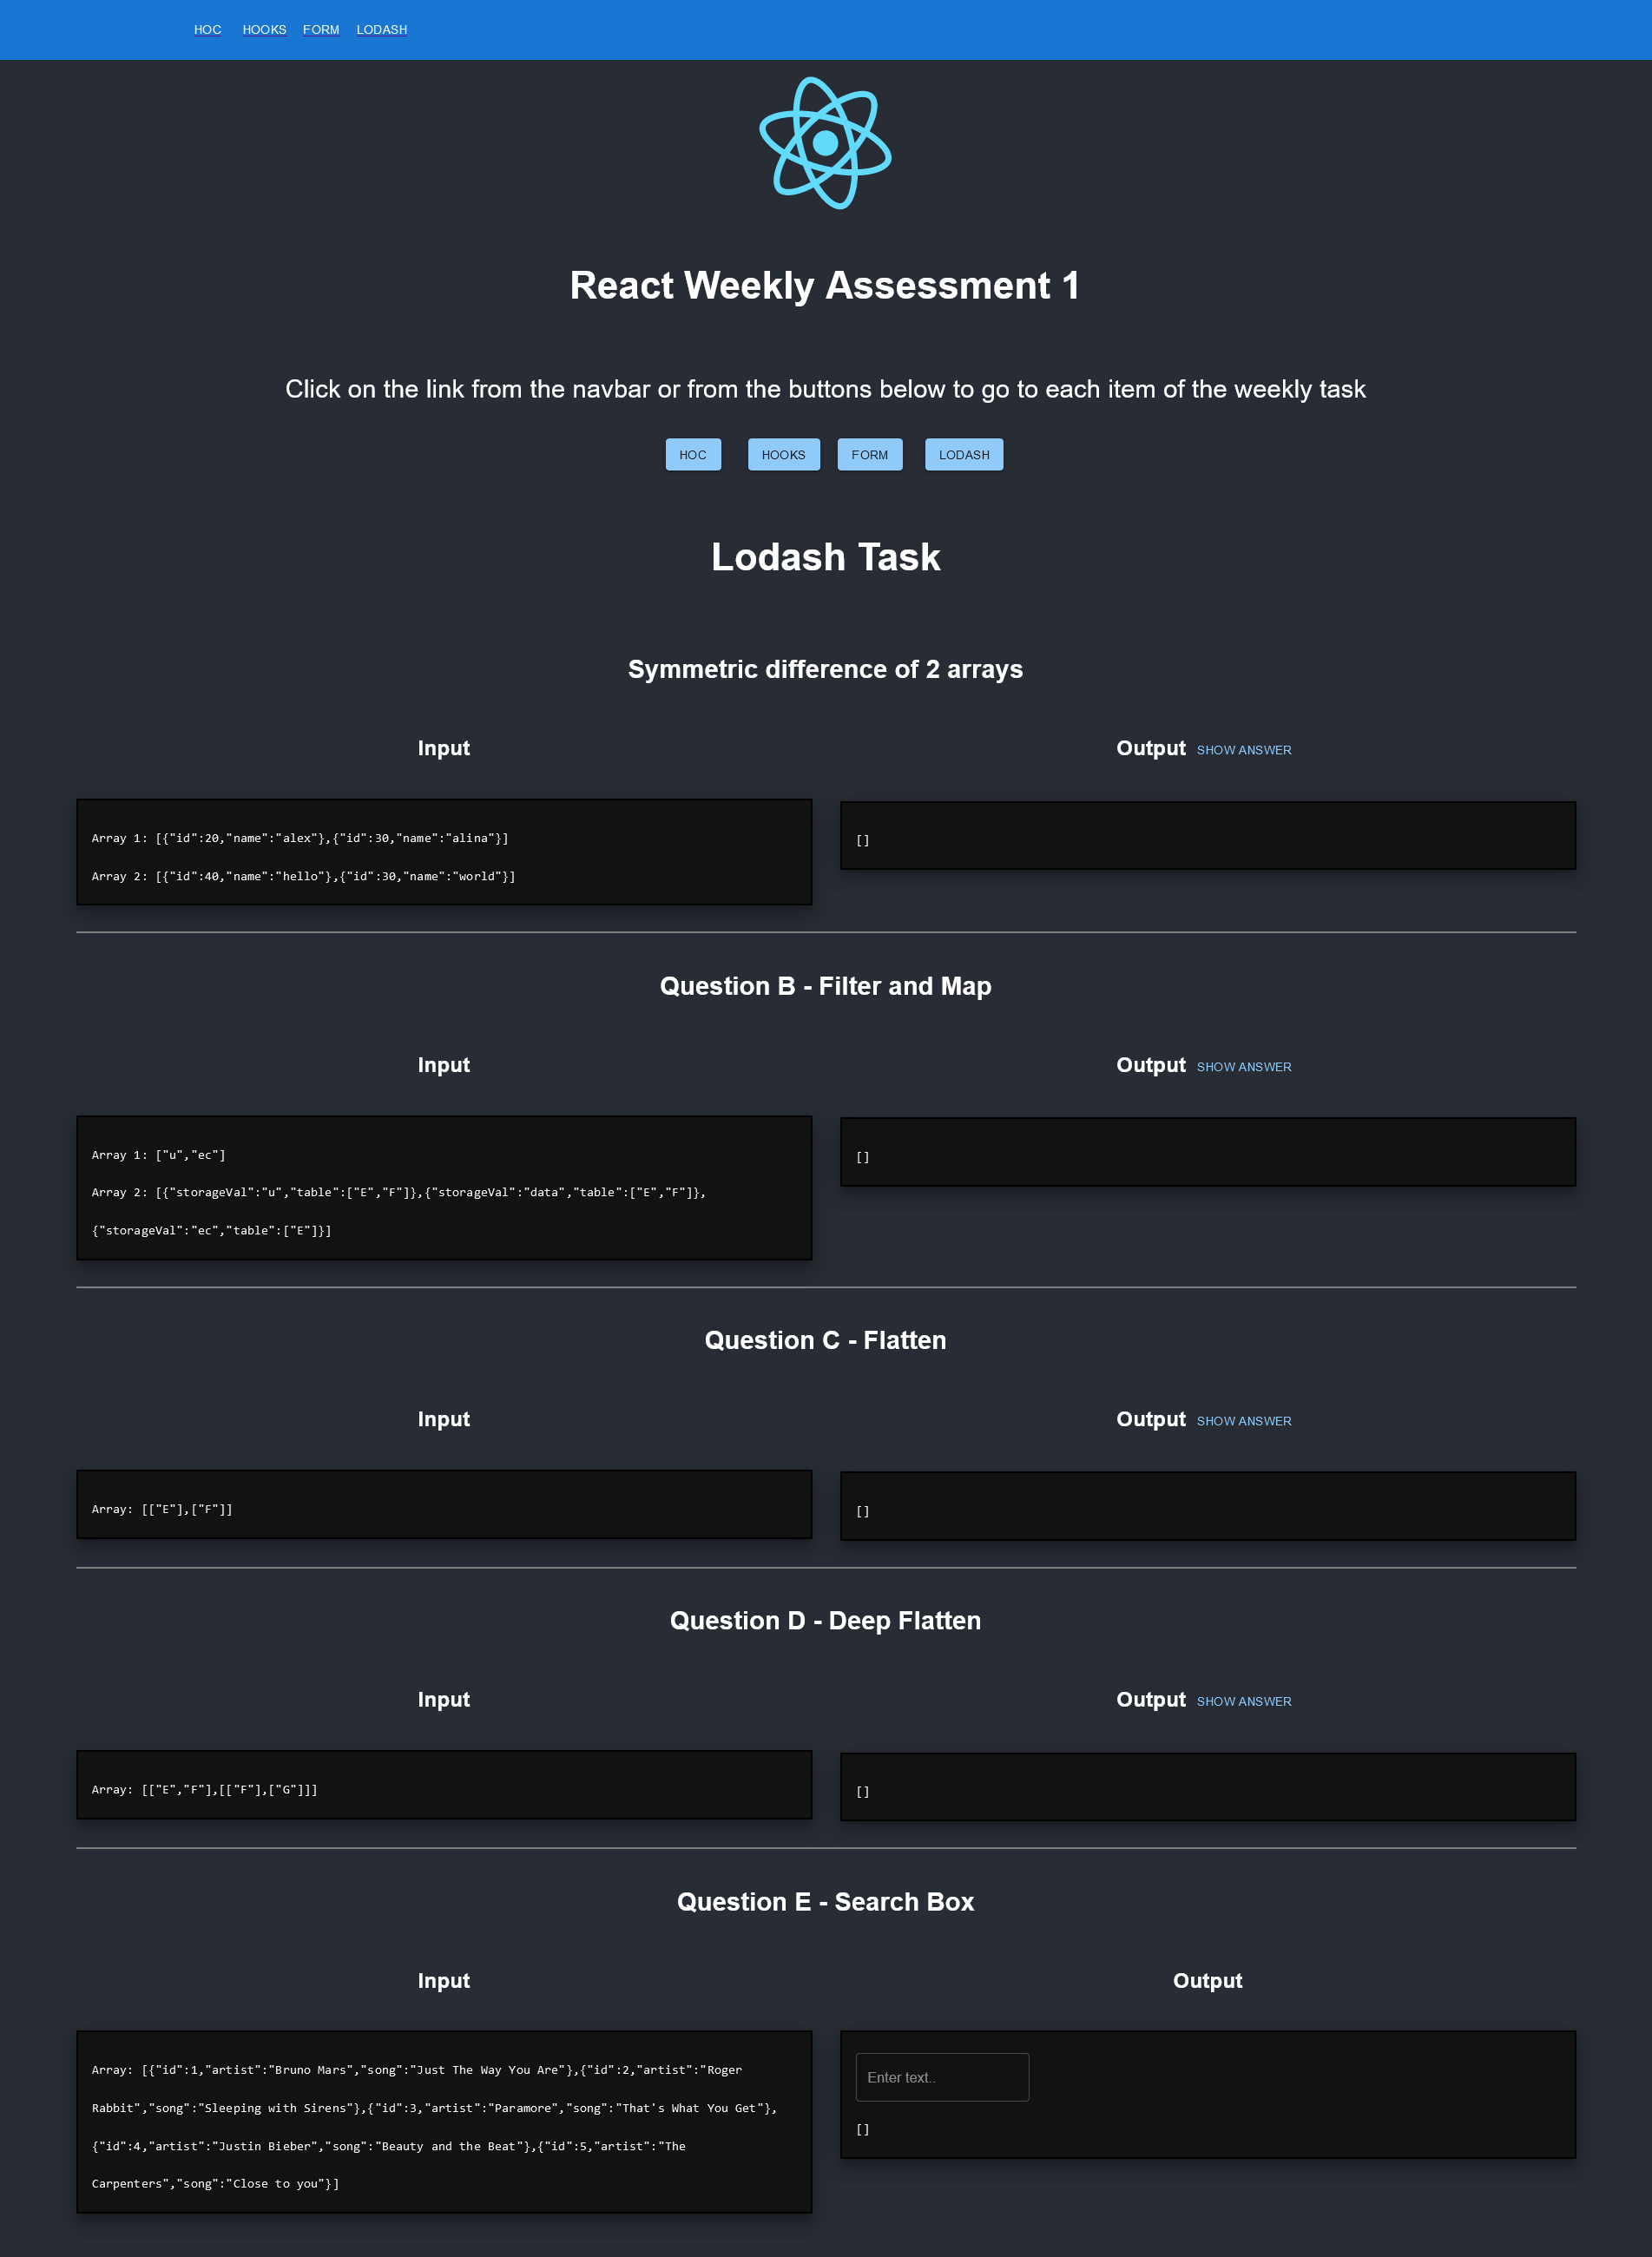 HOC HOOKS FORM LODASH
React Weekly Assessment 1
Click on the link from the navbar or from the buttons below to go to each item of the weekly task
HOC HOOKS FORM LODASH
Lodash Task
Symmetric difference of 2 arrays
Input
Array 1: [{"id":20,"name":"alex"},{"id":30,"name":"alina"}]
Array 2: [{"id":40,"name":"hello"},{"id":30,"name":"world"}]
Output SHOW ANSWER
[]
Question B - Filter and Map
Input
Array 1: ["u","ec"]
Array 2: [{"storageVal":"u","table":["E","F"]},{"storageVal":"data","table":["E","F"]},
{"storageVal":"ec","table":["E"]}]
Output SHOW ANSWER
[]
Question C - Flatten
Input
Array: [["E"],["F"]]
Output SHOW ANSWER
[]
Question D - Deep Flatten
Input
Array: [["E","F"],[["F"],["G"]]]
Output SHOW ANSWER
[]
Question E - Search Box
Input
Array: [{"id":1,"artist":"Bruno Mars","song":"Just The Way You Are"},{"id":2,"artist":"Roger
Rabbit","song":"Sleeping with Sirens"},{"id":3,"artist":"Paramore","song":"That's What You Get"},
{"id":4,"artist":"Justin Bieber","song":"Beauty and the Beat"},{"id":5,"artist":"The
Carpenters","song":"Close to you"}]
Output
Enter text..
[]